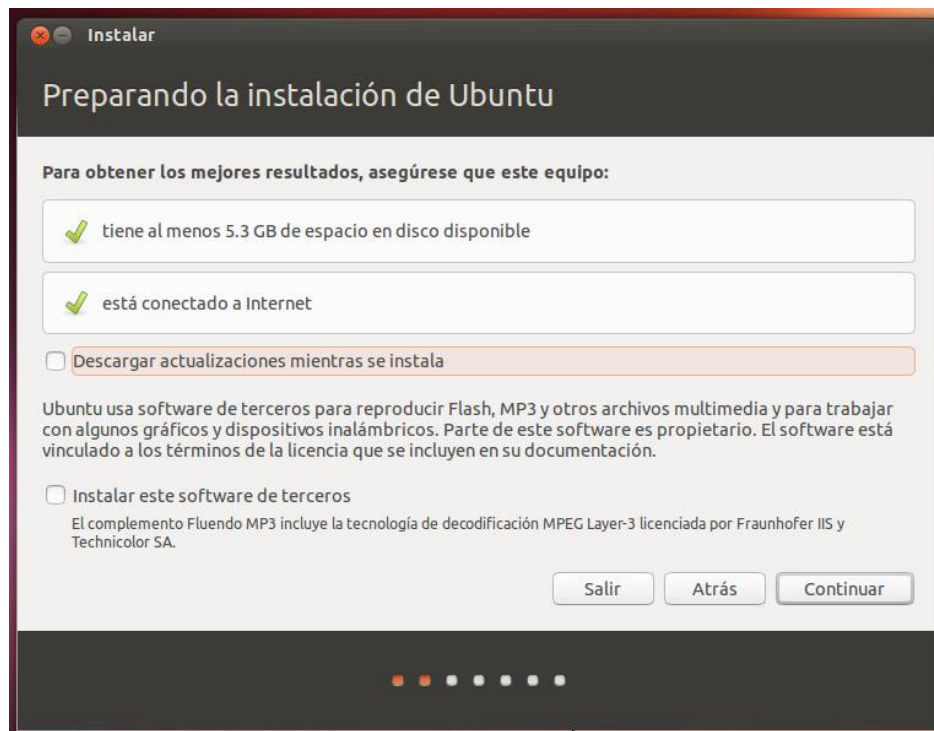 Instalar
Preparando la instalación de Ubuntu
Para obtener los mejores resultados, asegúrese que este equipo:
tiene al menos 5.3 GB de espacio en disco disponible
está conectado a Internet
Descargar actualizaciones mientras se instala
Ubuntu usa software de terceros para reproducir Flash, MP3 y otros archivos multimedia y para trabajar
con algunos gráficos y dispositivos inalámbricos. Parte de este software es propietario. El software está
vinculado a los términos de la licencia que se incluyen en su documentación.
Instalar este software de terceros
El complemento Fluendo MP3 incluye la tecnología de decodificación MPEG Layer-3 licenciada por Fraunhofer IIS y
Technicolor SA.
Salir Atrás Continuar